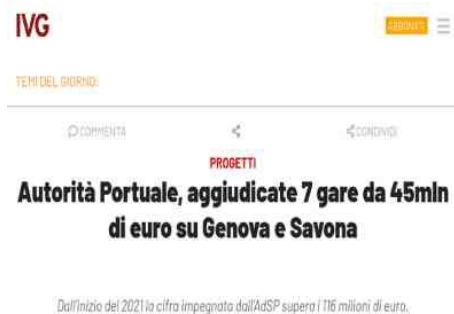 IVG
ABBONATI
TEMI DEL GIORNO:
COMMENTA
CONDIVIDI
PROGETTI
Autorità Portuale, aggiudicate 7 gare da 45mln
di euro su Genova e Savona
Dall'inizio del 2021 la cifra impegnata dall'AdSP supera i 116 milioni di euro.